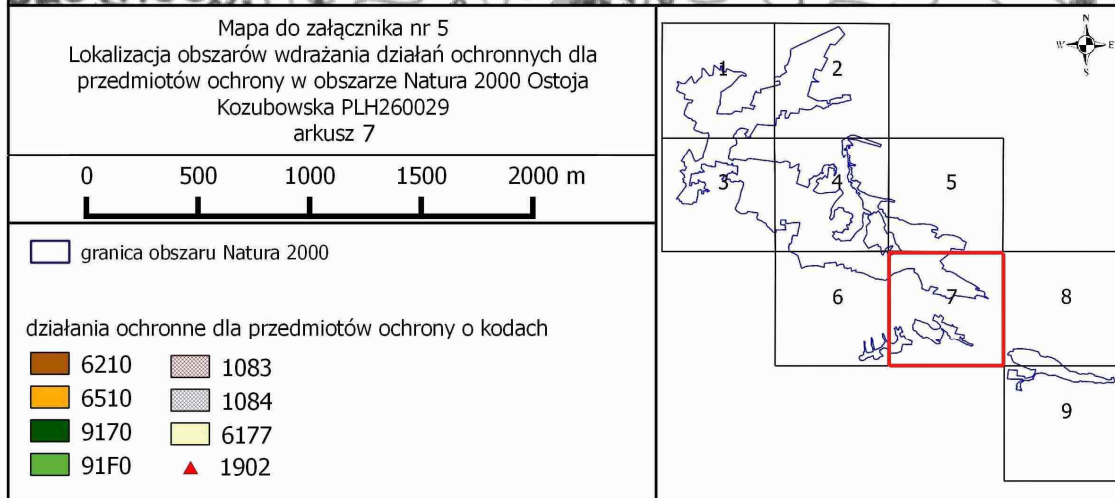 Mapa do załącznika nr 5
Lokalizacja obszarów wdrażania działań ochronnych dla
przedmiotów ochrony w obszarze Natura 2000 Ostoja
Kozubowska PLH260029
arkusz 7
0 500 1000 1500 2000 m
granica obszaru Natura 2000
działania ochronne dla przedmiotów ochrony o kodach
6210 1083
6510 1084
9170 6177
91F0 1902
N
W E
S
1 2
3 4 5
6 7 8
9